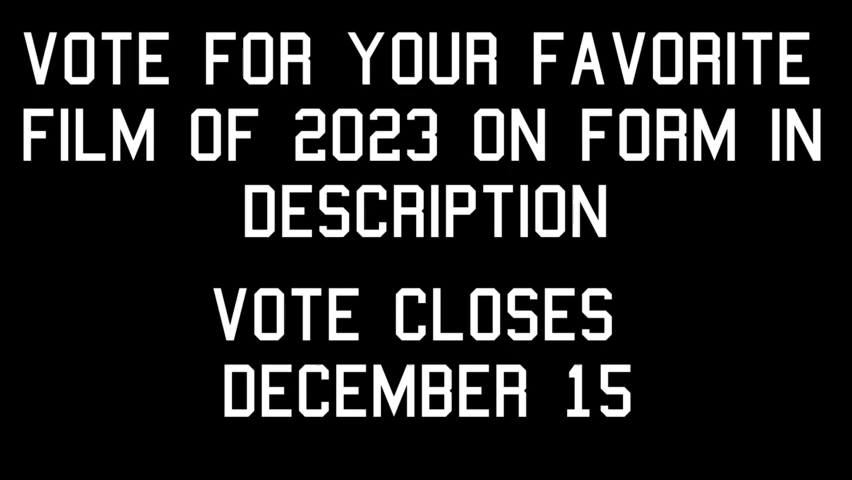 VOTE FOR YOUR FAVORITE
FILM OF 2023 ON FORM IN
DESCRIPTION
VOTE CLOSES
DECEMBER 15